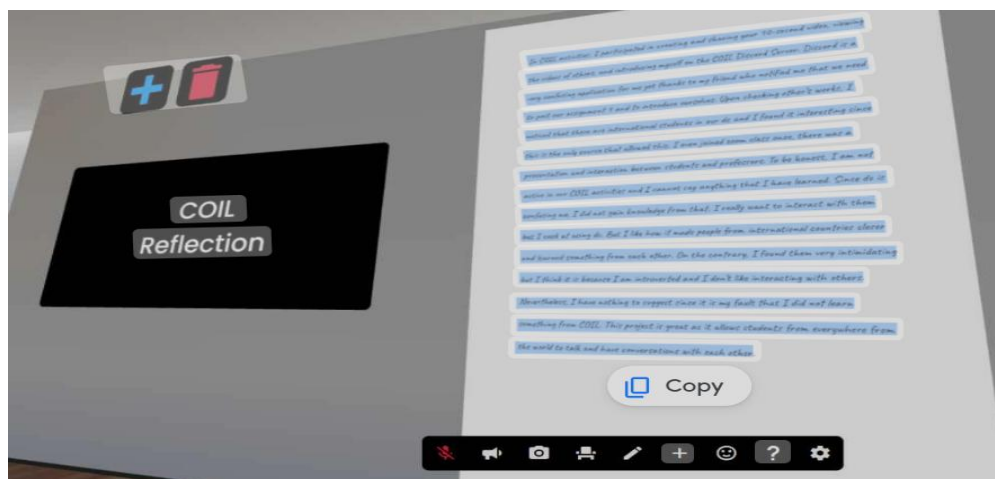 COIL
Reflection
In COIL activities, I participated in creating and sharing your 30-second video, viewing
the videos of others, and introducing myself on the COIL Discord Server. Discord is a
very confusing application for me yet thanks to my friend who notified me that we need
to post our assignment 1 and to introduce ourselves. Upon checking other's works, I
noticed that there are international students in our dc and I found it interesting since
this is the only source that allowed this. I even joined zoom class once, there was a
presentation and interaction between students and professors. To be honest, I am not
active in our COIL activities and I cannot say anything that I have learned. Since dc is
confusing me, I did not gain knowledge from that. I really want to interact with them
but, I suck at using dc. But I like how it made people from international countries closer
and learned something from each other. On the contrary, I found them very intimidating
but I think it is because I am introverted and I don't like interacting with others.
Nevertheless, I have nothing to suggest since it is my fault that I did not learn
something from COIL. This project is great as it allows students from everywhere from
the world to talk and have conversations with each other.
Copy